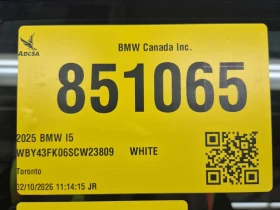 ADESA
BMW Canada Inc.
851065
2025 BMW I5
WBY43FK06SCW23809 WHITE
Toronto
02/10/2026 11:14:15 JR